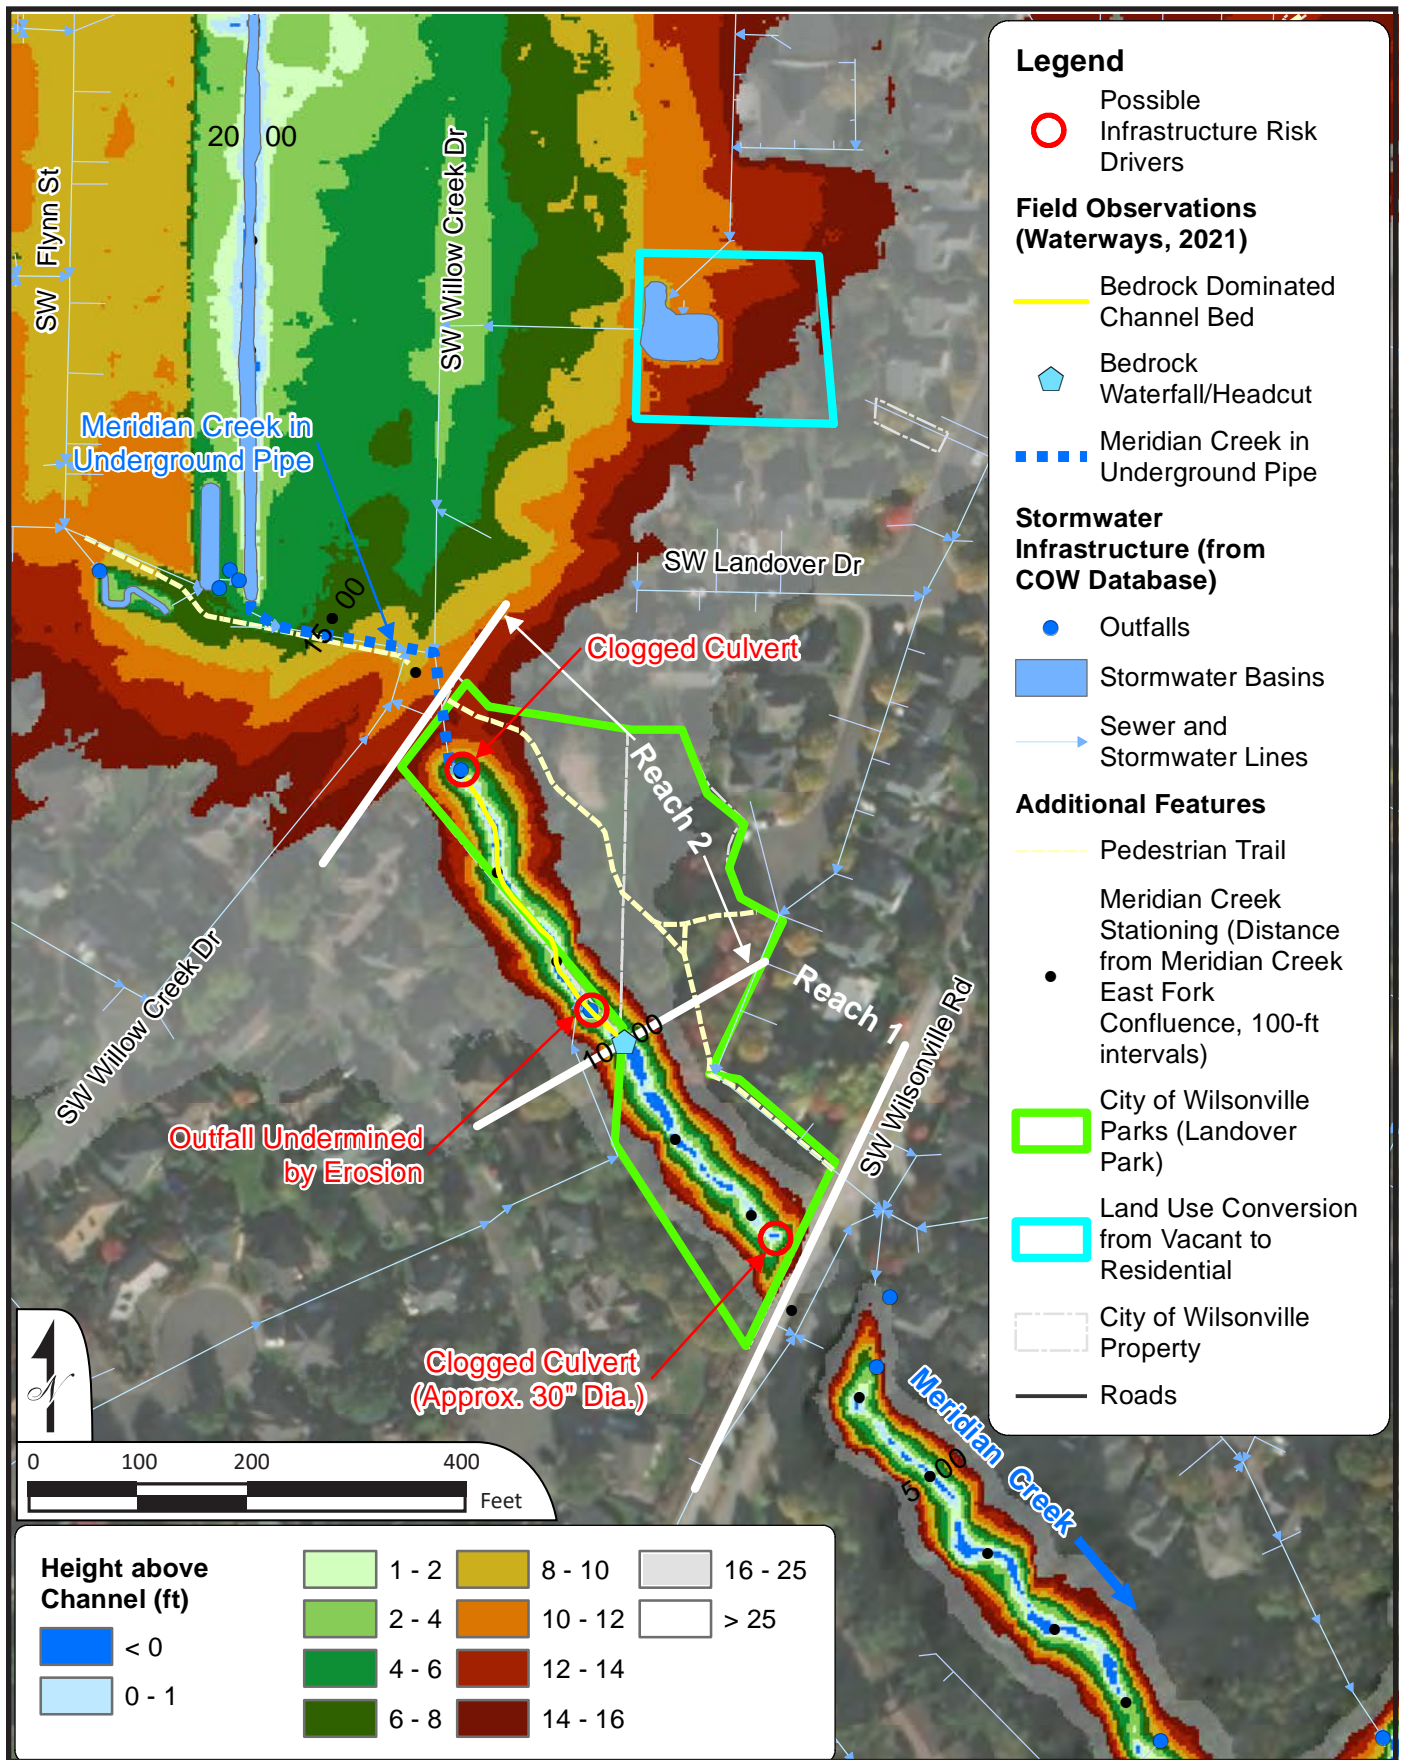 20 00
SW Flynn St
SW Willow Creek Dr
Meridian Creek in
Underground Pipe
SW Landover Dr
15 00
Clogged Culvert
Reach 2
Reach 1
SW Willow Creek Dr
SW Wilsonville Rd
10 00
Outfall Undermined
by Erosion
Clogged Culvert
(Approx. 30" Dia.)
Meridian Creek
5 00
N
0 100 200 400
Feet
Height above
Channel (ft)
< 0
0 - 1
1 - 2
2 - 4
4 - 6
6 - 8
8 - 10
10 - 12
12 - 14
14 - 16
16 - 25
> 25
Legend
Possible
Infrastructure Risk
Drivers
Field Observations
(Waterways, 2021)
Bedrock Dominated
Channel Bed
Bedrock
Waterfall/Headcut
Meridian Creek in
Underground Pipe
Stormwater
Infrastructure (from
COW Database)
Outfalls
Stormwater Basins
Sewer and
Stormwater Lines
Additional Features
Pedestrian Trail
Meridian Creek
Stationing (Distance
from Meridian Creek
East Fork
Confluence, 100-ft
intervals)
City of Wilsonville
Parks (Landover
Park)
Land Use Conversion
from Vacant to
Residential
City of Wilsonville
Property
Roads